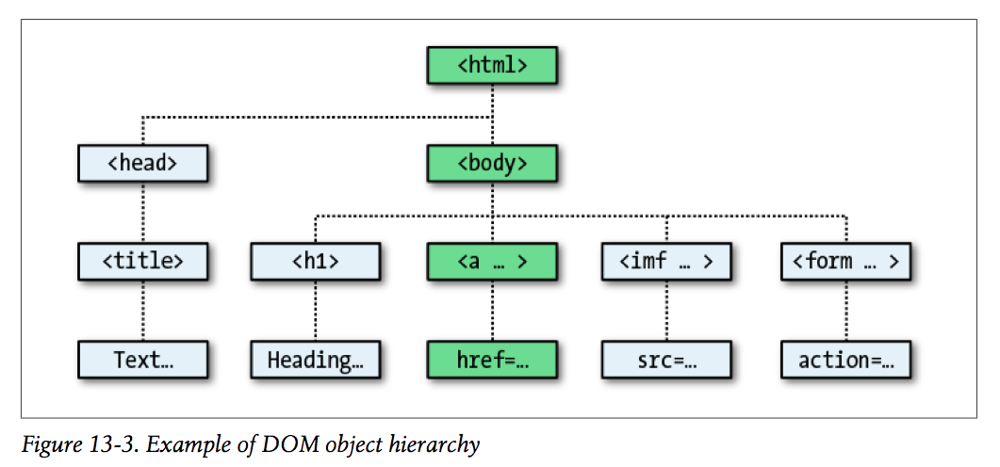 <html>
<head> <body>
<title> <h1> <a … > <imf … > <form … >
Text… Heading… href=… src=… action=…
Figure 13-3. Example of DOM object hierarchy